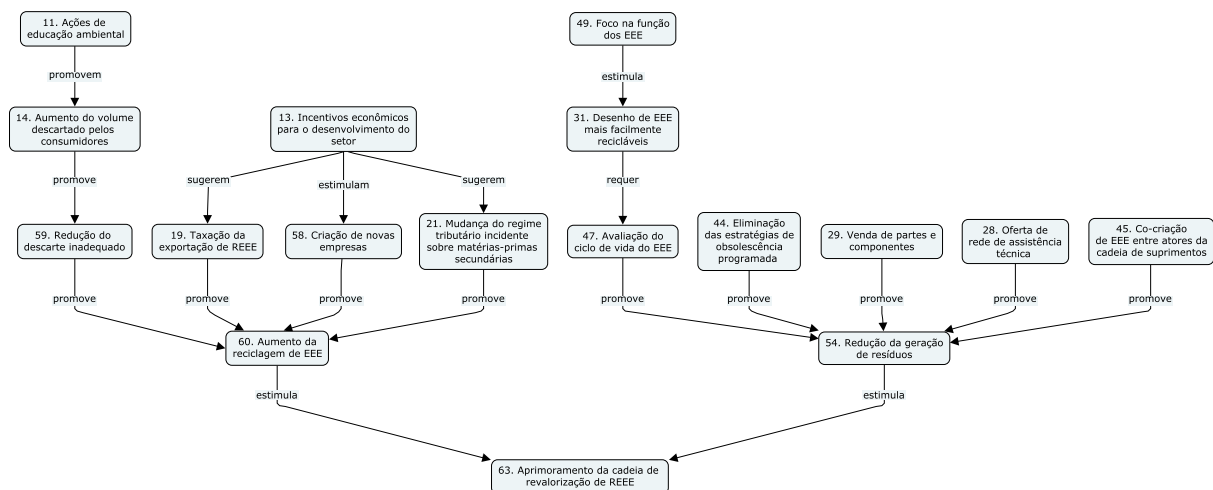 11. Ações de
educação ambiental
49. Foco na função
dos EEE
promovem
estimula
14. Aumento do volume
descartado pelos
consumidores
13. Incentivos econômicos
para o desenvolvimento do
setor
31. Desenho de EEE
mais facilmente
recicláveis
promove
sugerem
estimulam
sugerem
requer
59. Redução do
descarte inadequado
19. Taxação da
exportação de REEE
58. Criação de novas
empresas
21. Mudança do regime
tributário incidente
sobre matérias-primas
secundárias
47. Avaliação do
ciclo de vida do EEE
44. Eliminação
das estratégias de
obsolescência
programada
29. Venda de partes e
componentes
28. Oferta de
rede de assistência
técnica
45. Co-criação
de EEE entre atores da
cadeia de suprimentos
promove
promove
promove
promove
promove
promove
promove
promove
promove
60. Aumento da
reciclagem de EEE
54. Redução da geração
de resíduos
estimula
estimula
63. Aprimoramento da cadeia de
revalorização de REEE